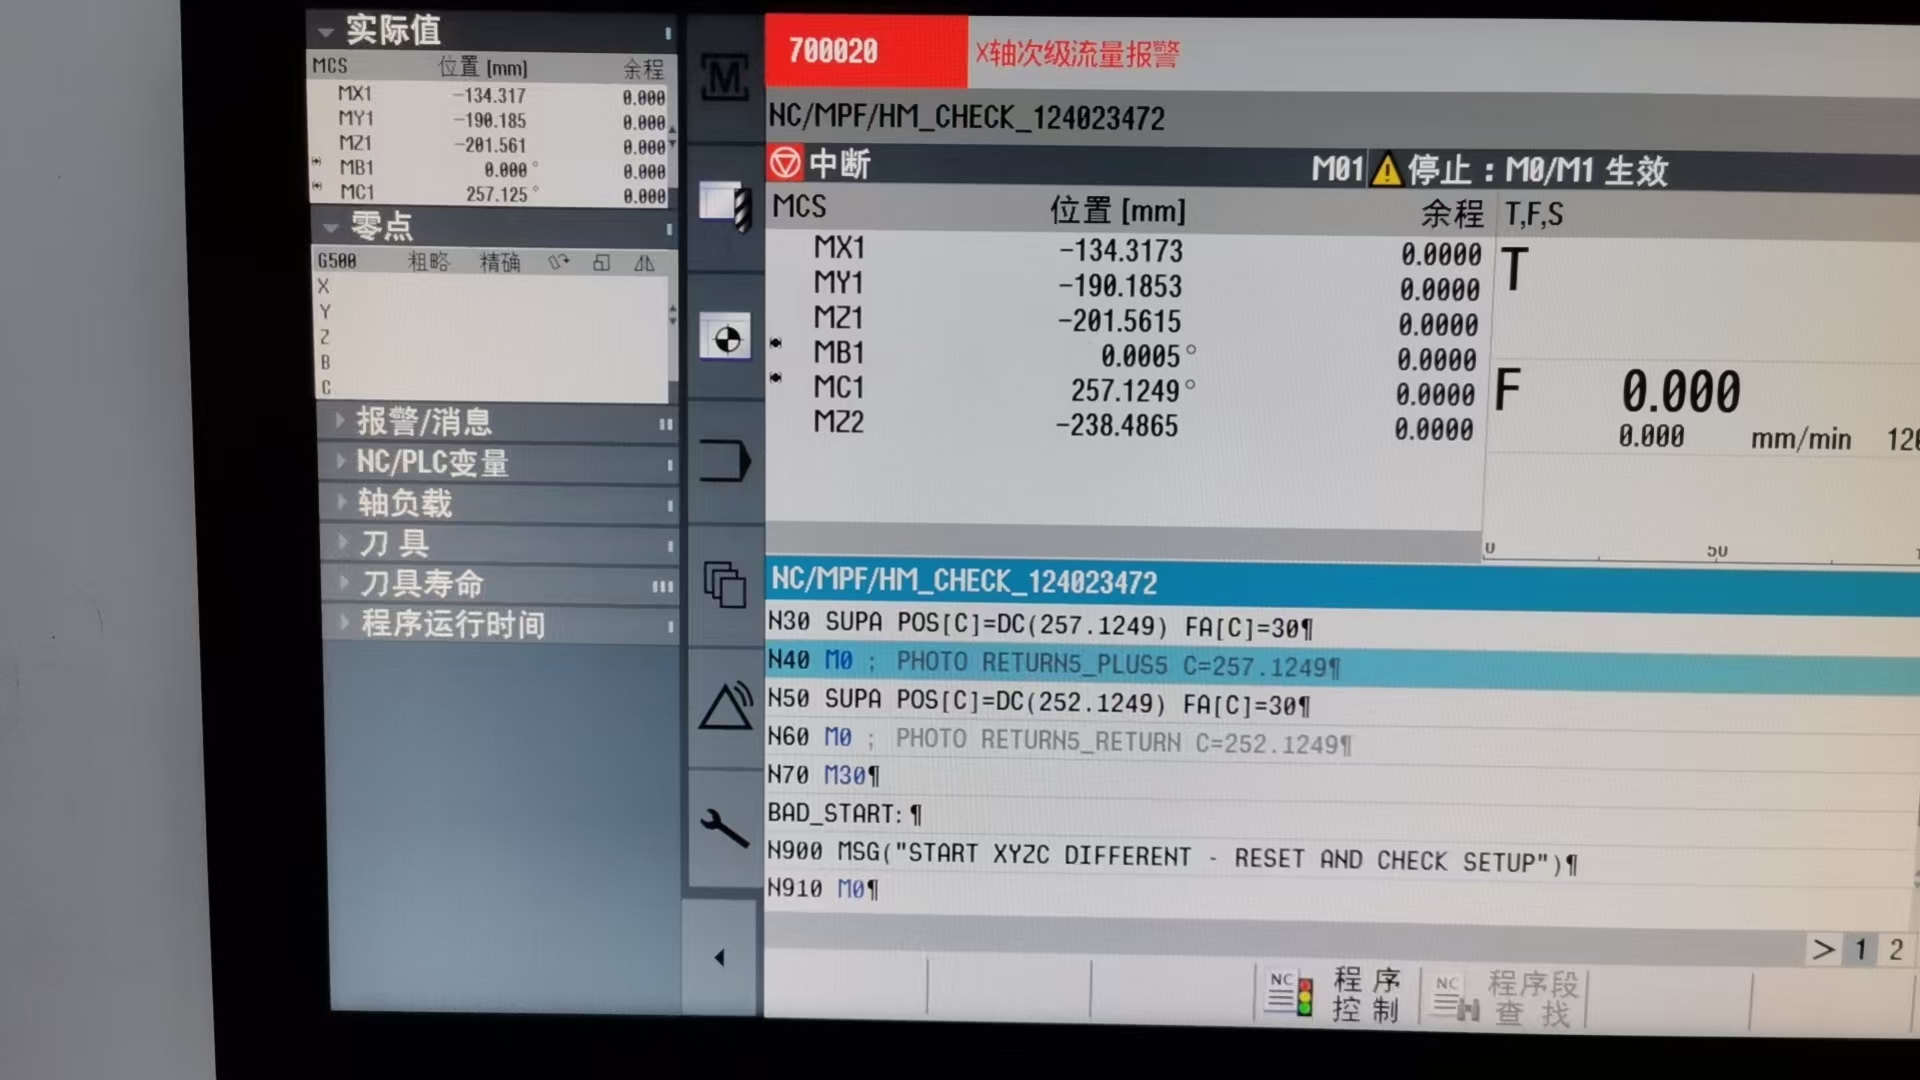 实际值
MCS 位置 [mm] 余程
MX1 -134.317 0.000
MY1 -190.185 0.000
MZ1 -201.561 0.000
MB1 0.000 ° 0.000
MC1 257.125 ° 0.000
零点
G500 粗略 精确
X
Y
Z
B
C
报警/消息
NC/PLC变量
轴负载
刀具
刀具寿命
程序运行时间
M
700020 X轴次级流量报警
NC/MPF/HM_CHECK_124023472
中断 M01 停止：M0/M1 生效
MCS 位置 [mm] 余程 T,F,S
MX1 -134.3173 0.0000
MY1 -190.1853 0.0000
MZ1 -201.5615 0.0000
MB1 0.0005 ° 0.0000
MC1 257.1249 ° 0.0000
MZ2 -238.4865 0.0000
T
F 0.000
0.000 mm/min
0 50
NC/MPF/HM_CHECK_124023472
N30 SUPA POS[C]=DC(257.1249) FA[C]=30¶
N40 M0 ; PHOTO RETURN5_PLUS5 C=257.1249¶
N50 SUPA POS[C]=DC(252.1249) FA[C]=30¶
N60 M0 ; PHOTO RETURN5_RETURN C=252.1249¶
N70 M30¶
BAD_START:¶
N900 MSG("START XYZC DIFFERENT - RESET AND CHECK SETUP")¶
N910 M0¶
> 1 2
NC 程序控制
NC 程序段查找